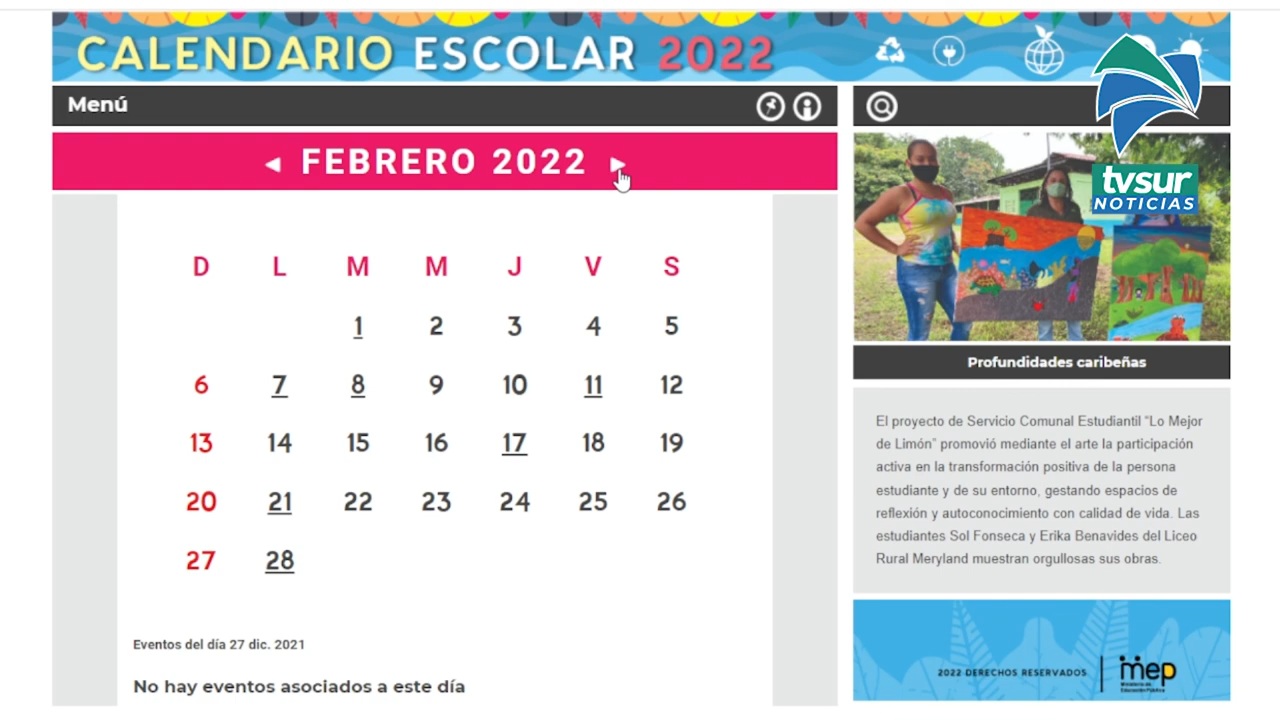 CALENDARIO ESCOLAR 2022
Menú
FEBRERO 2022
D L M M J V S
1 2 3 4 5
6 7 8 9 10 11 12
13 14 15 16 17 18 19
20 21 22 23 24 25 26
27 28
Eventos del día 27 dic. 2021
No hay eventos asociados a este día
tvsur
NOTICIAS
Profundidades caribeñas
El proyecto de Servicio Comunal Estudiantil "Lo Mejor
de Limón" promovió mediante el arte la participación
activa en la transformación positiva de la persona
estudiante y de su entorno, gestando espacios de
reflexión y autoconocimiento con calidad de vida. Las
estudiantes Sol Fonseca y Erika Benavides del Liceo
Rural Meryland muestran orgullosas sus obras.
2022 DERECHOS RESERVADOS
mep
Ministerio de
Educación Pública